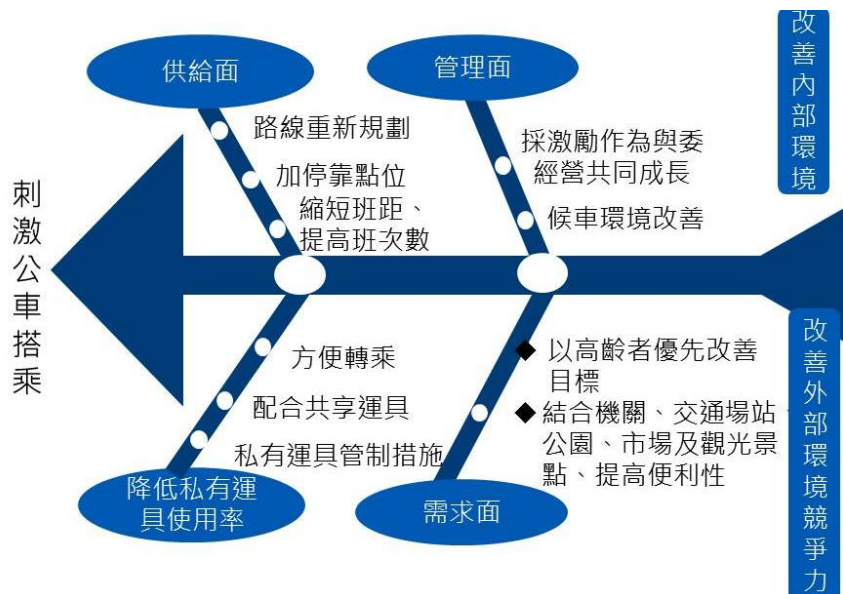 供給面
管理面
改善內部環境
路線重新規劃
加停靠點位
縮短班距、
提高班次數
採激勵作為與委
經營共同成長
候車環境改善
刺激公車搭乘
方便轉乘
配合共享運具
私有運具管制措施
以高齡者優先改善
目標
結合機關、交通場站、
公園、市場及觀光景
點、提高便利性
降低私有運
具使用率
需求面
改善外部環境競爭力